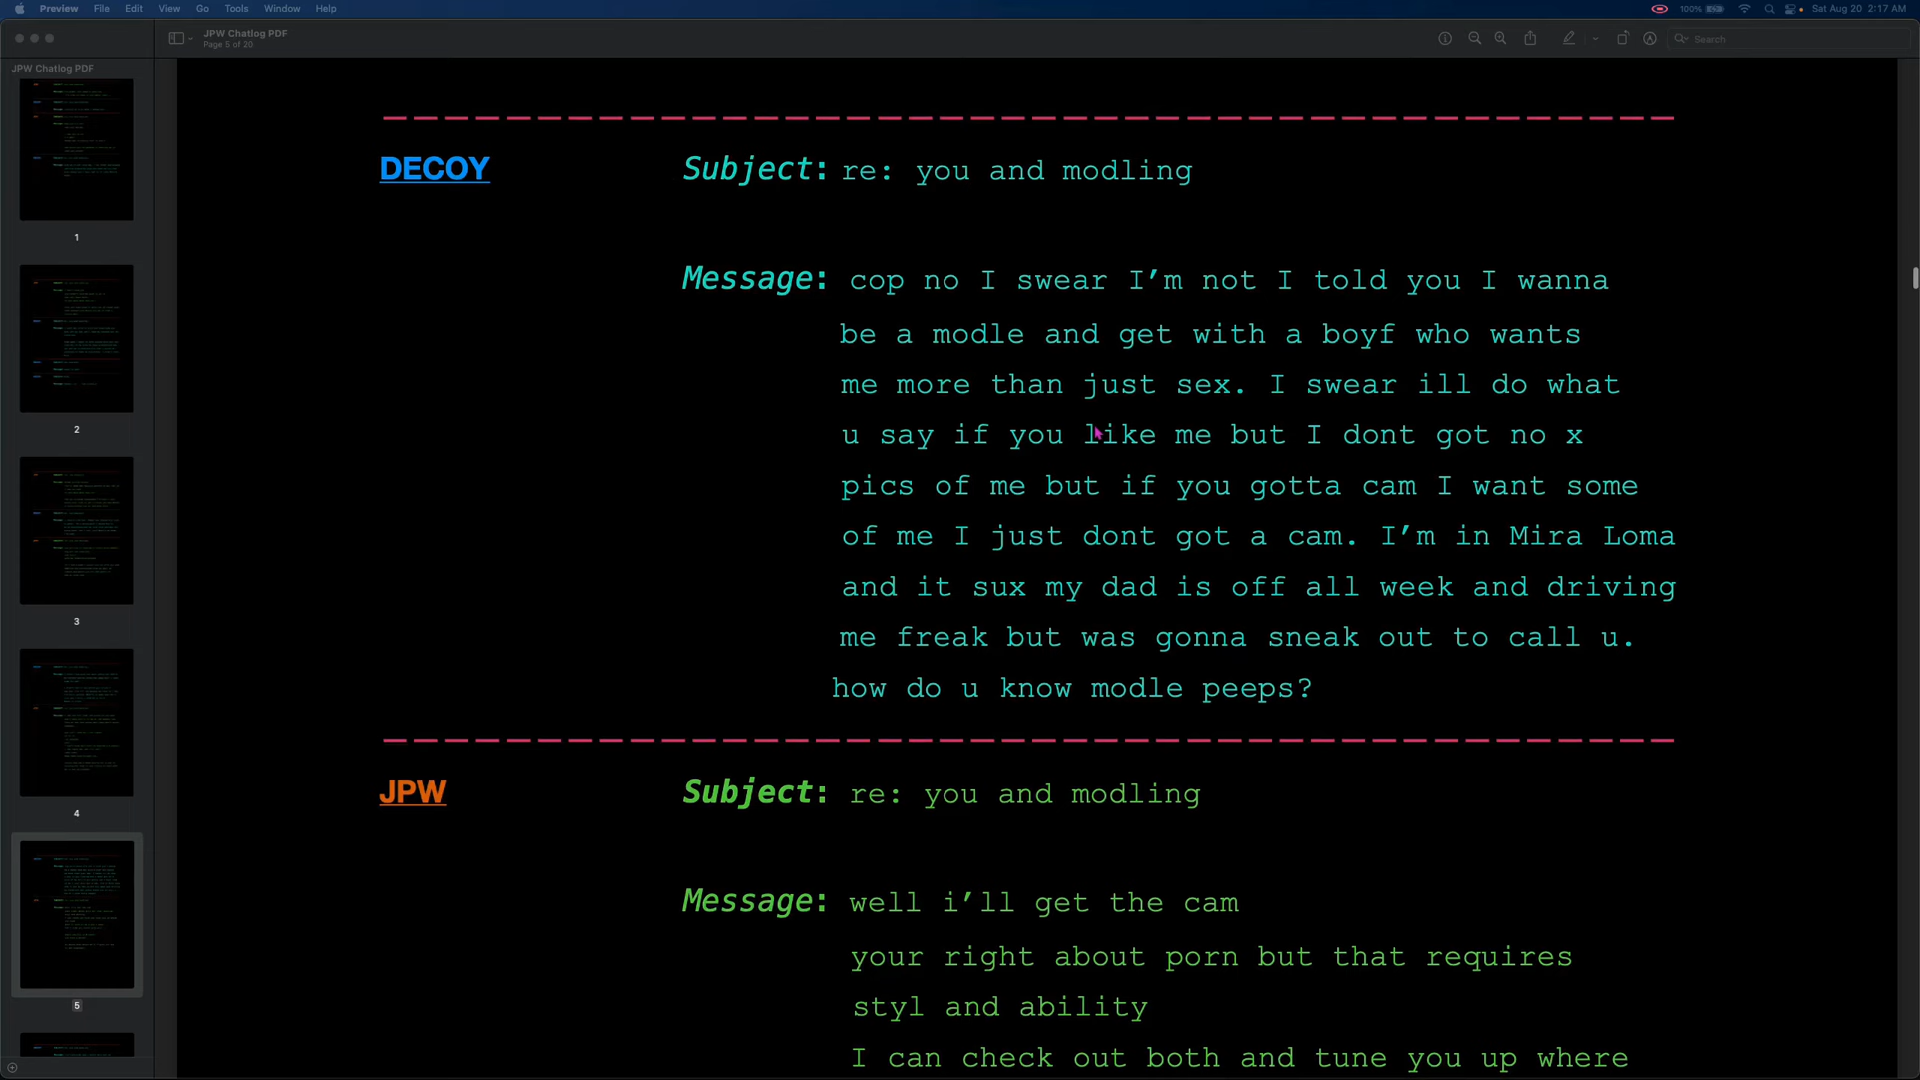 Preview File Edit View Go Tools Window Help 100% Sat Aug 20 2:17 AM
JPW Chatlog PDF
Page 5 of 20
Search
JPW Chatlog PDF
1
2
3
4
5
DECOY
Subject: re: you and modling
Message: cop no I swear I'm not I told you I wanna
be a modle and get with a boyf who wants
me more than just sex. I swear ill do what
u say if you like me but I dont got no x
pics of me but if you gotta cam I want some
of me I just dont got a cam. I'm in Mira Loma
and it sux my dad is off all week and driving
me freak but was gonna sneak out to call u.
how do u know modle peeps?
JPW
Subject: re: you and modling
Message: well i'll get the cam
your right about porn but that requires
styl and ability
I can check out both and tune you up where